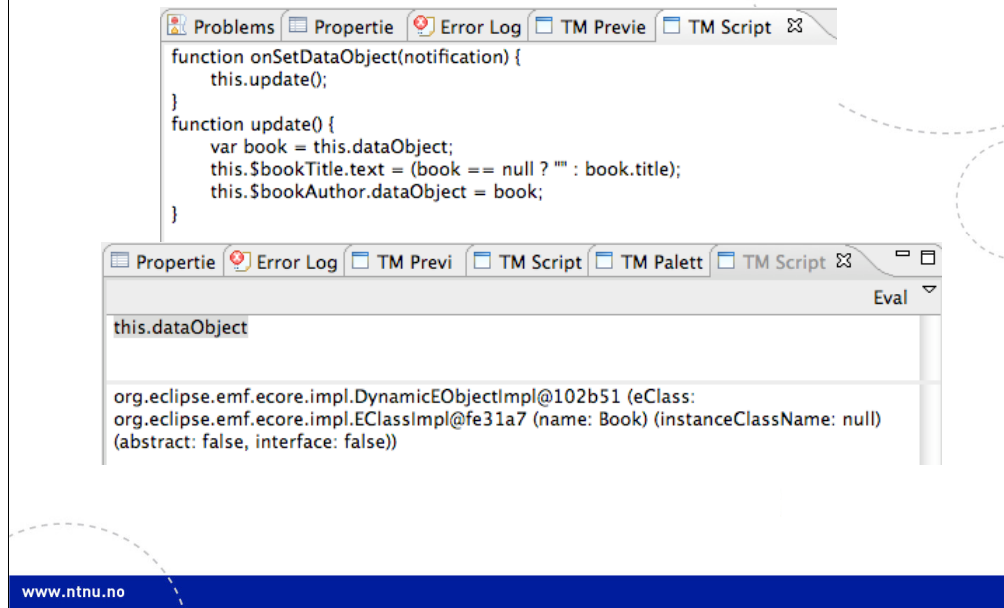 Problems Propertie Error Log TM Previe TM Script
function onSetDataObject(notification) {
this.update();
}
function update() {
var book = this.dataObject;
this.$bookTitle.text = (book == null ? "" : book.title);
this.$bookAuthor.dataObject = book;
}
Propertie Error Log TM Previ TM Script TM Palett TM Script
Eval
this.dataObject
org.eclipse.emf.ecore.impl.DynamicEObjectImpl@102b51 (eClass:
org.eclipse.emf.ecore.impl.EClassImpl@fe31a7 (name: Book) (instanceClassName: null)
(abstract: false, interface: false))
www.ntnu.no